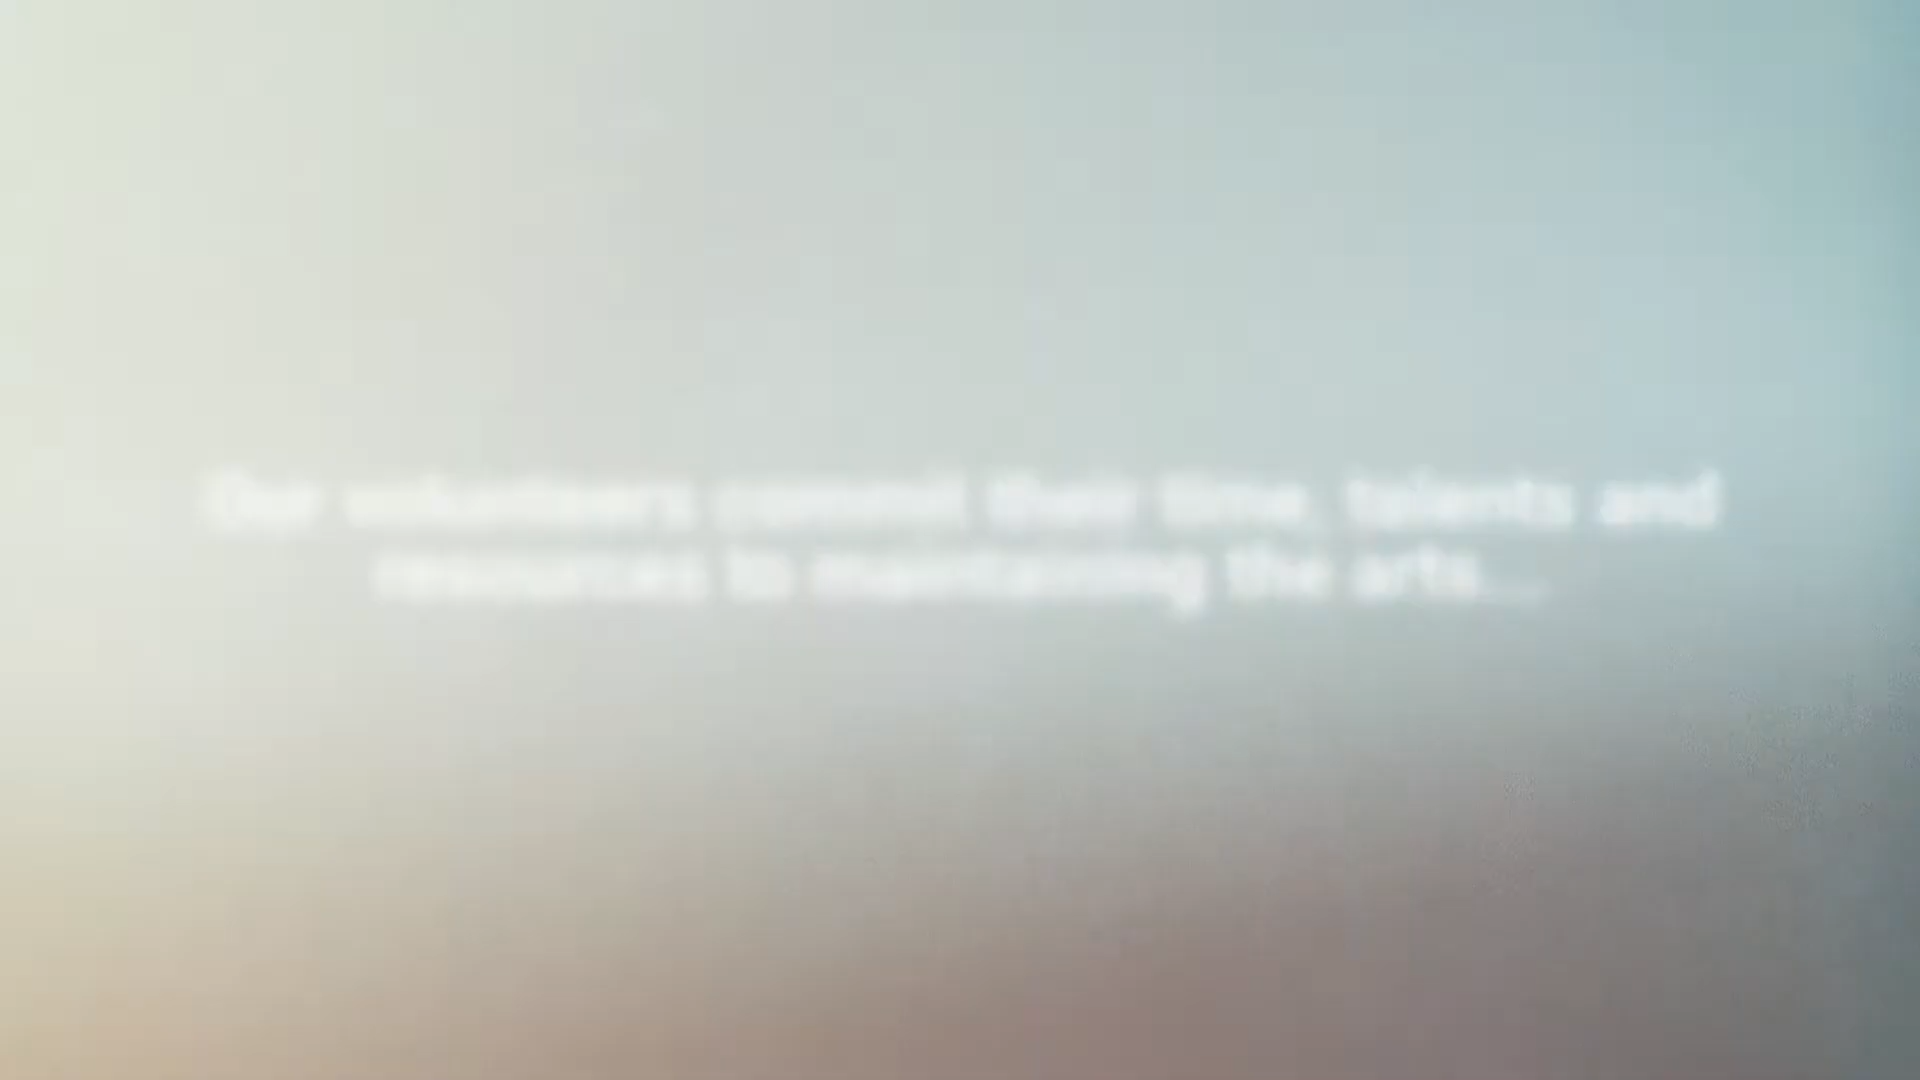 Our volunteers commit their time, talents and
resources to maintaining the arts....